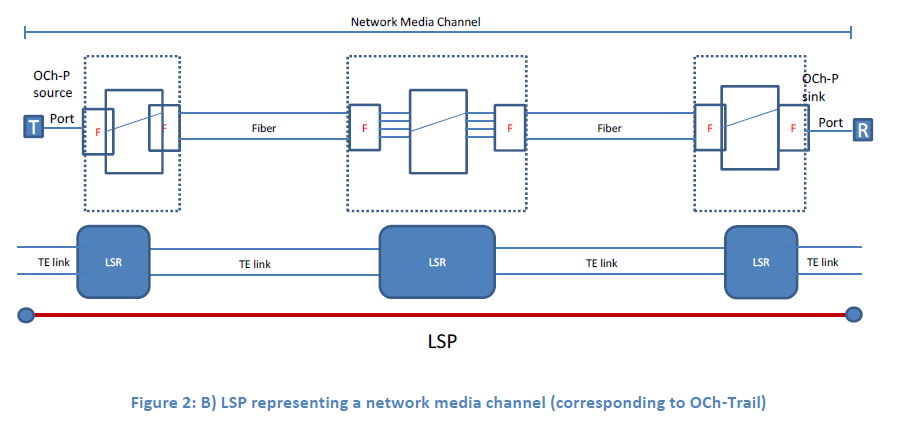 Network Media Channel
OCh-P
source
OCh-P
sink
T
Port
F
F
Fiber
F
F
Fiber
F
F
Port
R
TE link
LSR
TE link
LSR
TE link
LSR
TE link
LSP
Figure 2: B) LSP representing a network media channel (corresponding to OCh-Trail)